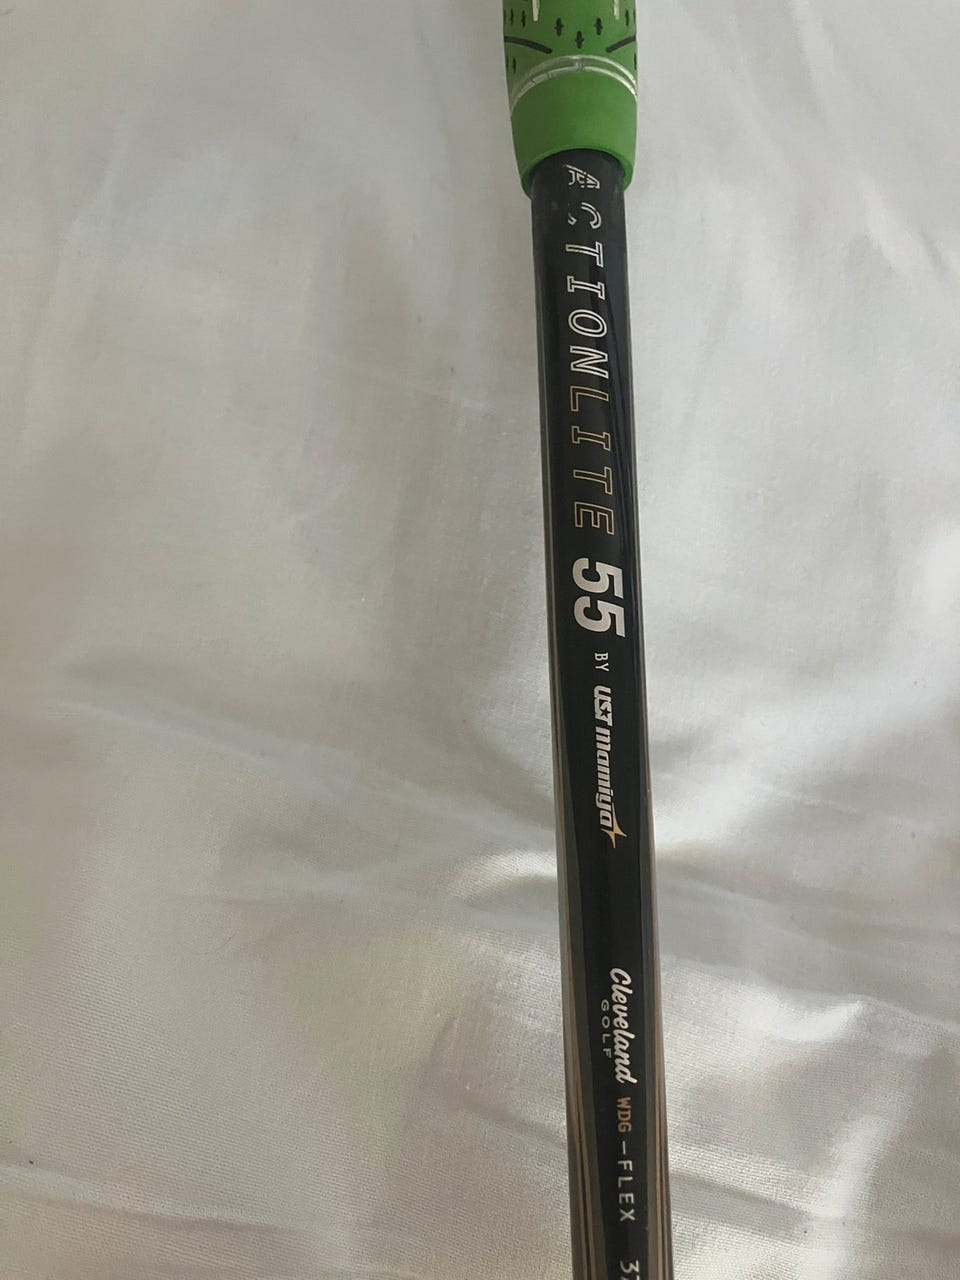 ACTIONLITE 55 BY UST mamiya
Cleveland WDG - FLEX
GOLF